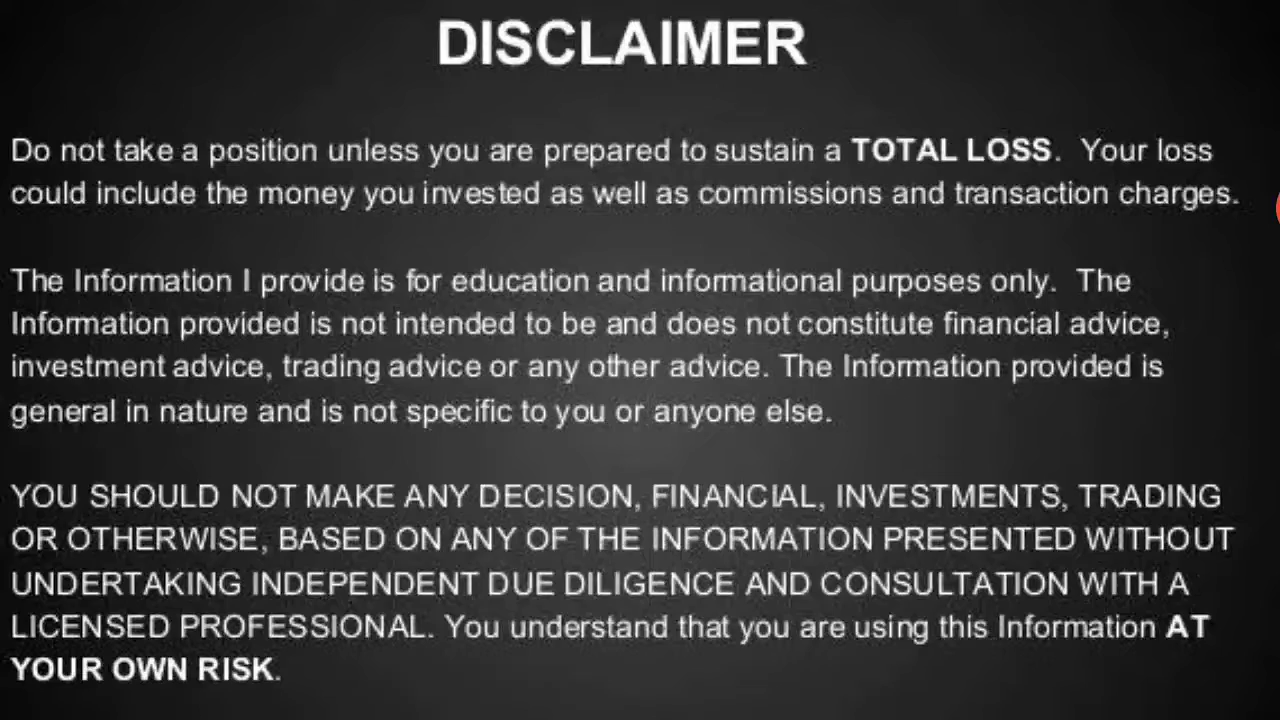 DISCLAIMER
Do not take a position unless you are prepared to sustain a TOTAL LOSS. Your loss
could include the money you invested as well as commissions and transaction charges.
The Information I provide is for education and informational purposes only. The
Information provided is not intended to be and does not constitute financial advice,
investment advice, trading advice or any other advice. The Information provided is
general in nature and is not specific to you or anyone else.
YOU SHOULD NOT MAKE ANY DECISION, FINANCIAL, INVESTMENTS, TRADING
OR OTHERWISE, BASED ON ANY OF THE INFORMATION PRESENTED WITHOUT
UNDERTAKING INDEPENDENT DUE DILIGENCE AND CONSULTATION WITH A
LICENSED PROFESSIONAL. You understand that you are using this Information AT
YOUR OWN RISK.